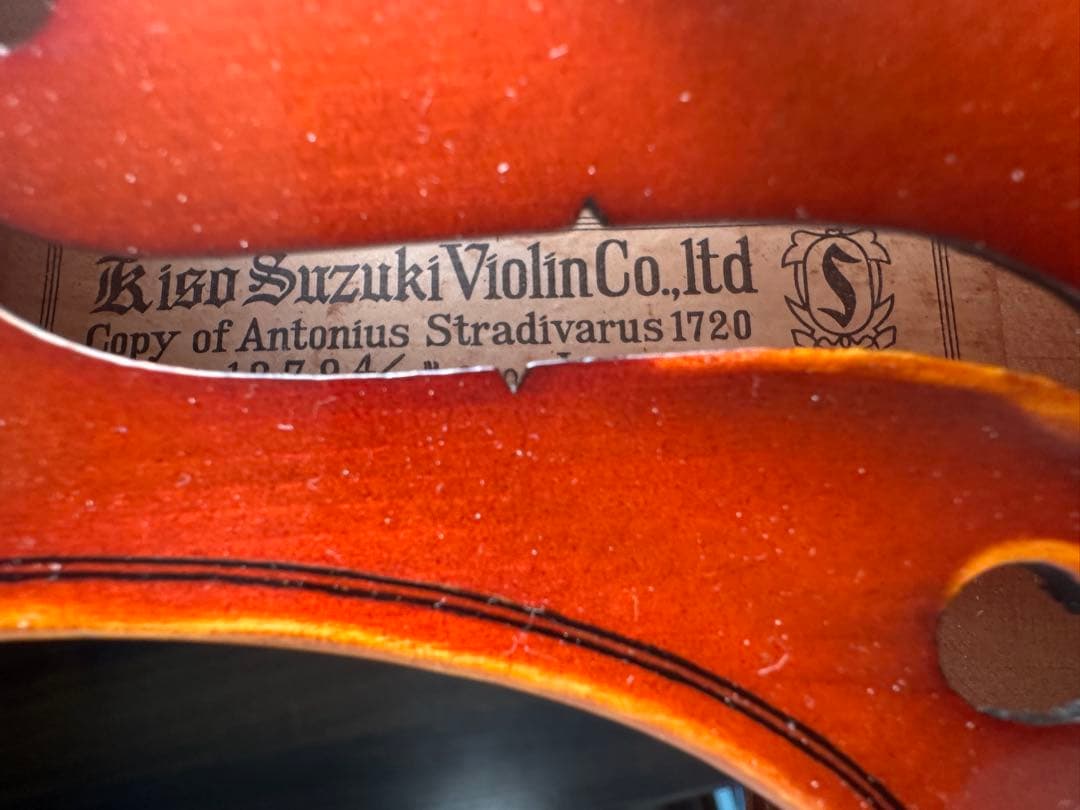 Kiso Suzuki Violin Co.,ltd
Copy of Antonius Stradivarus 1720
S